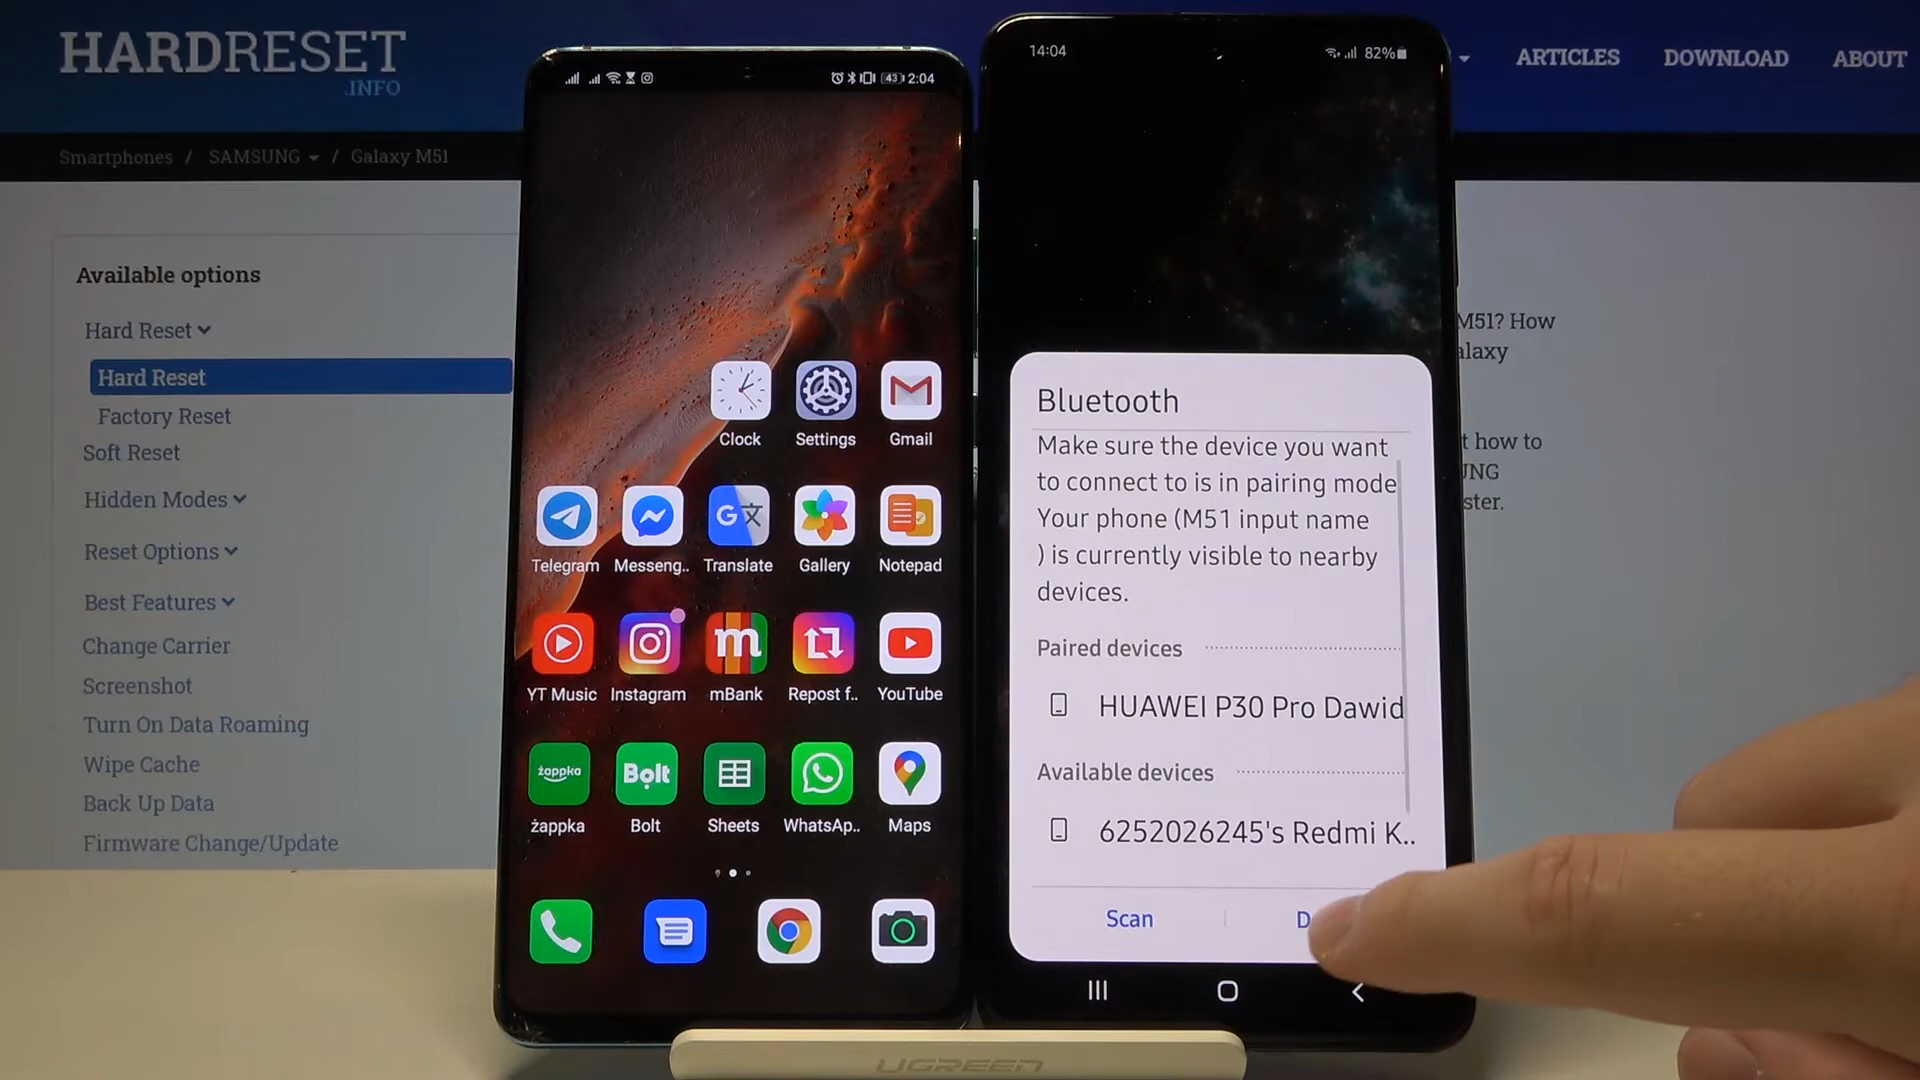 HARDRESET
.INFO
ARTICLES
DOWNLOAD
ABOUT
Smartphones / SAMSUNG / Galaxy M51
Available options
Hard Reset
Hard Reset
Factory Reset
Soft Reset
Hidden Modes
Reset Options
Best Features
Change Carrier
Screenshot
Turn On Data Roaming
Wipe Cache
Back Up Data
Firmware Change/Update
43 2:04
Clock
Settings
Gmail
Telegram
Messeng..
Translate
Gallery
Notepad
YT Music
Instagram
mBank
Repost f..
YouTube
żappka
Bolt
żappka
Bolt
Sheets
WhatsAp..
Maps
14:04
82%
Bluetooth
Make sure the device you want
to connect to is in pairing mode
Your phone (M51 input name
) is currently visible to nearby
devices.
Paired devices
HUAWEI P30 Pro Dawid
Available devices
6252026245's Redmi K..
Scan
M51? How
alaxy
t how to
UNG
ster.
UGREEN